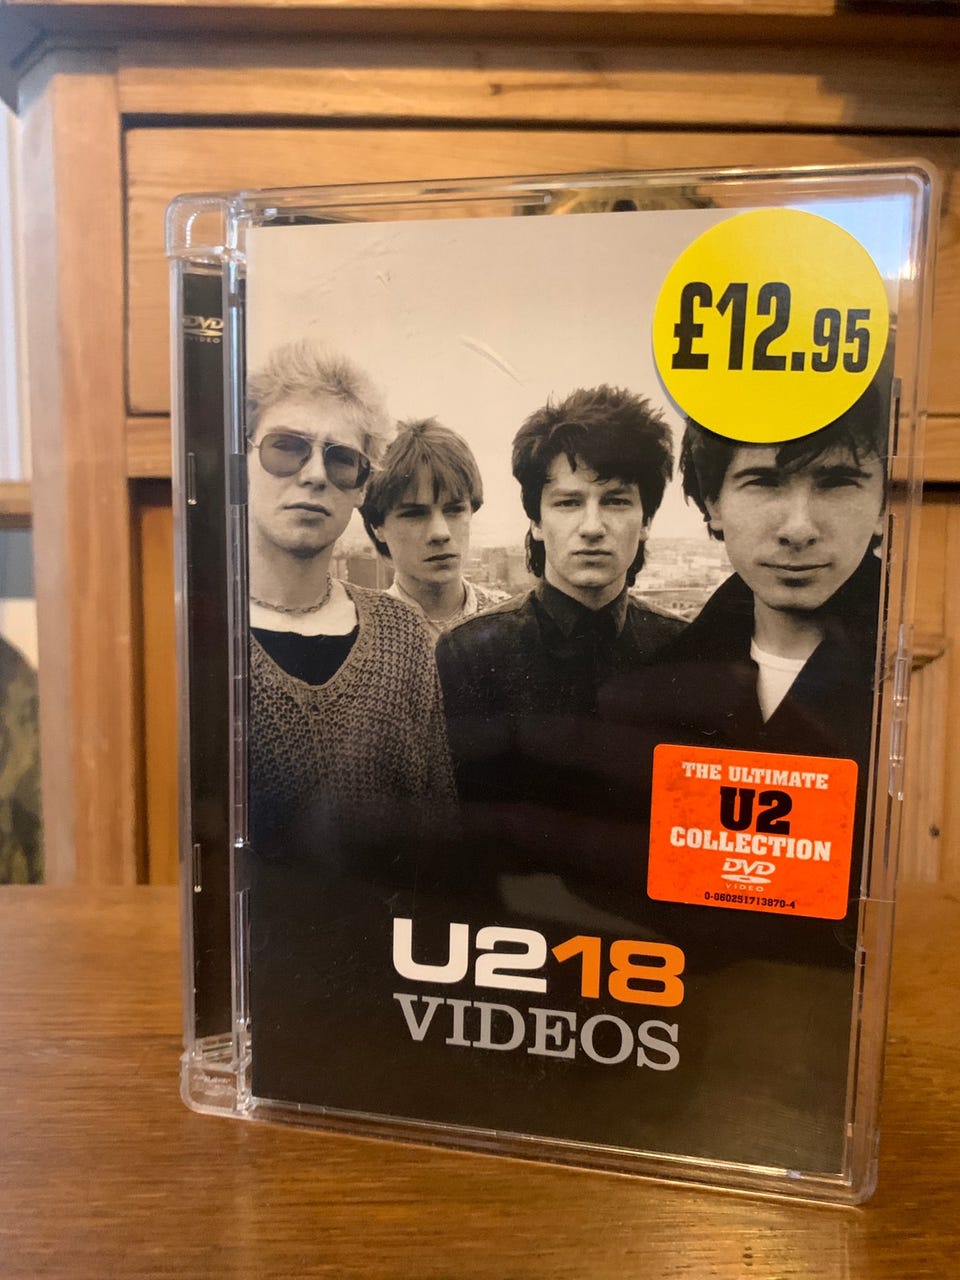 DVD
VIDEO
£12.95
THE ULTIMATE
U2
COLLECTION
DVD
VIDEO
0-060251713870-4
U218
VIDEOS